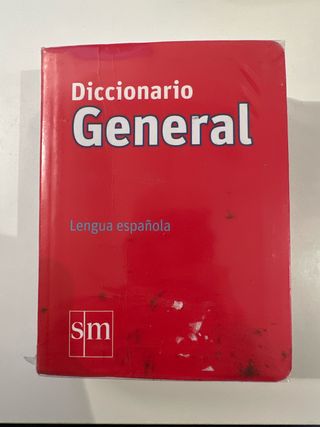 Diccionario
General
Lengua española
sm